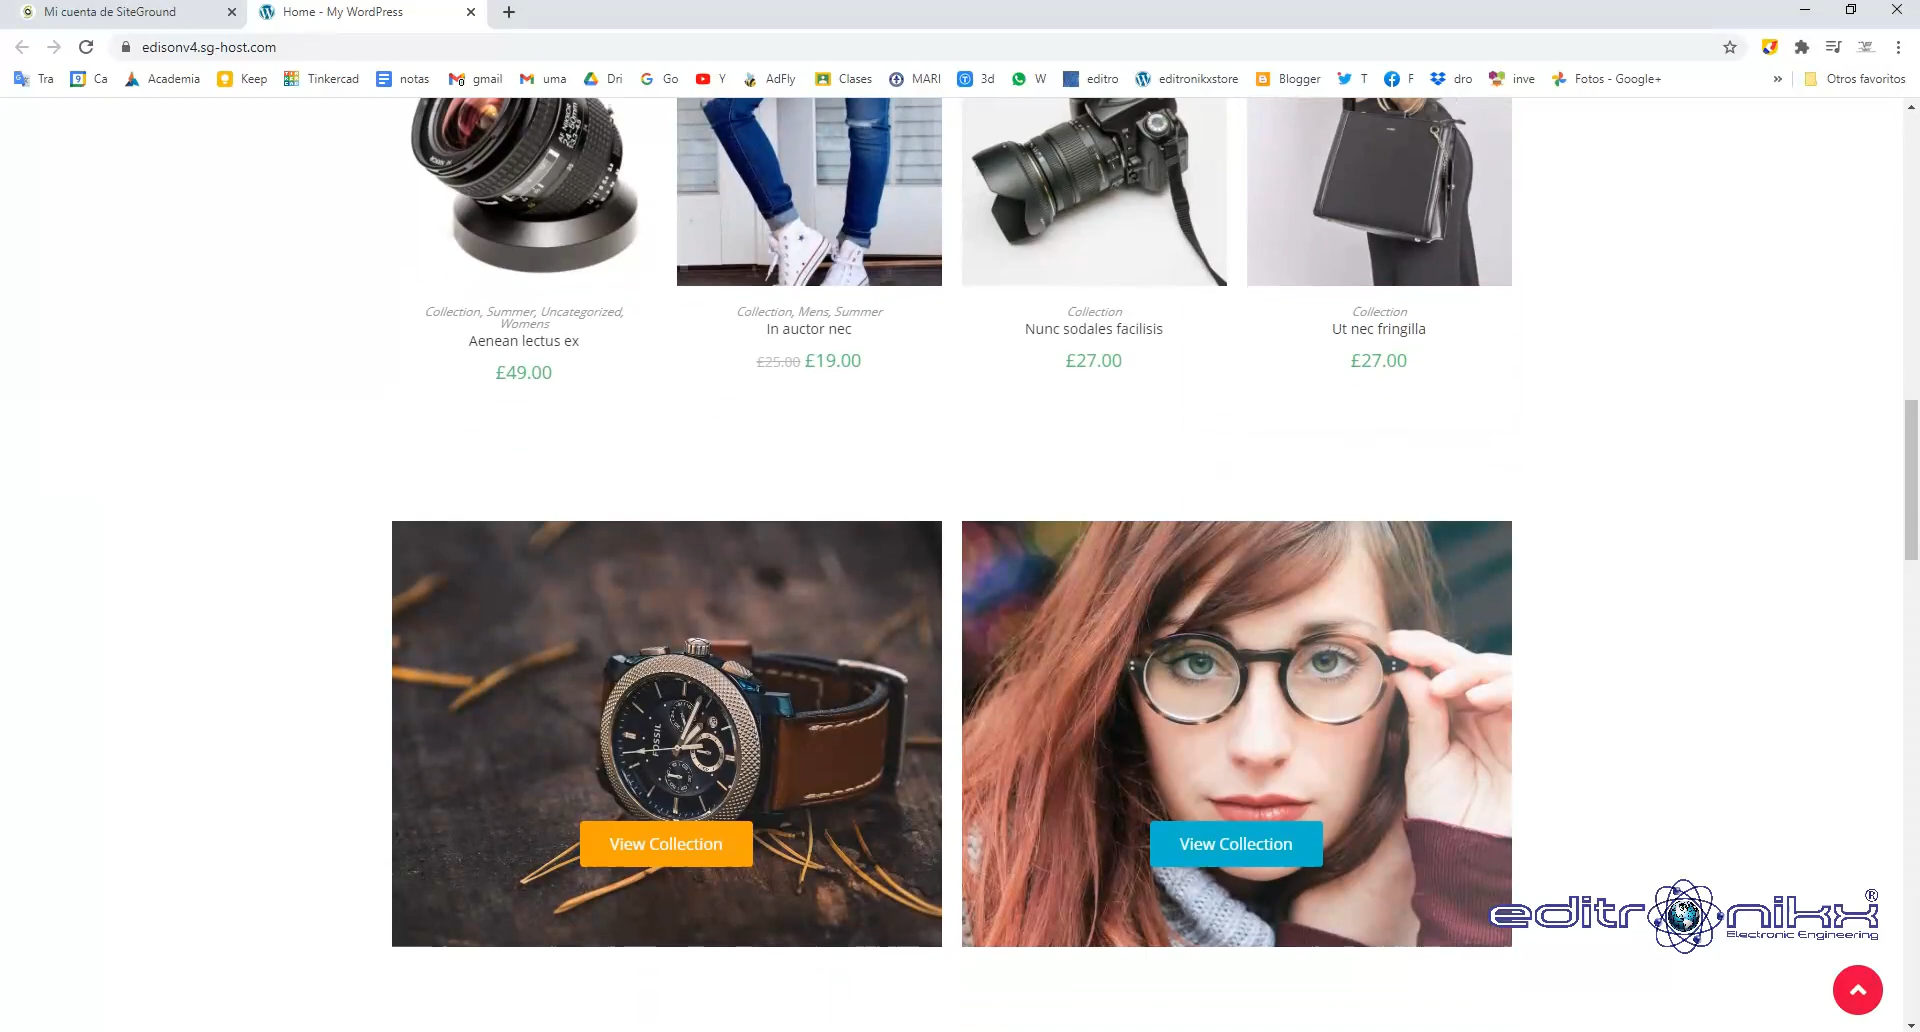 Mi cuenta de SiteGround
Home - My WordPress
edisonv4.sg-host.com
Tra Ca Academia Keep Tinkercad notas gmail uma Dri Go Y AdFly Clases MARI 3d W editro editronikxstore Blogger T F dro inve Fotos - Google+ » Otros favoritos
Collection, Summer, Uncategorized,
Womens
Aenean lectus ex
£49.00
Collection, Mens, Summer
In auctor nec
£25.00 £19.00
Collection
Nunc sodales facilisis
£27.00
Collection
Ut nec fringilla
£27.00
FOSSIL
View Collection
View Collection
editronikx®
Electronic Engineering